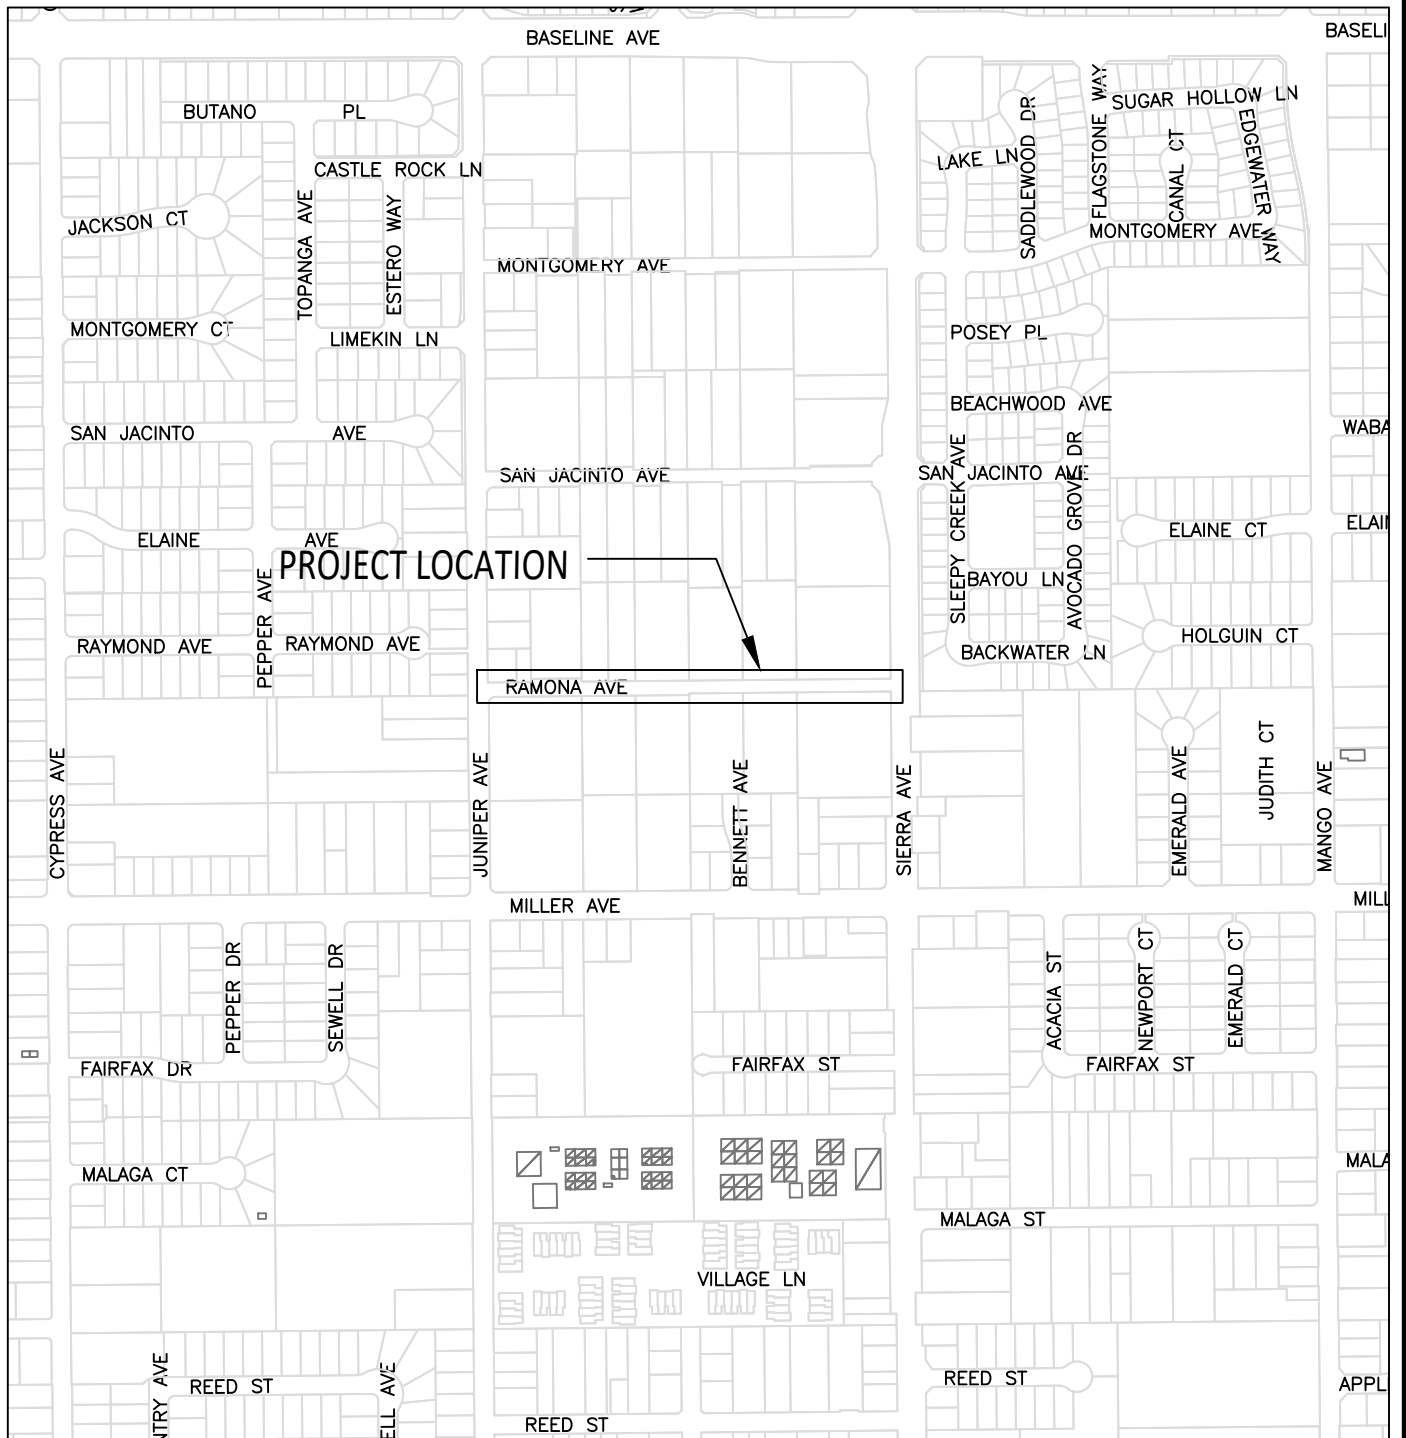 BASELINE AVE
BASELI
BUTANO PL
SUGAR HOLLOW LN
FLAGSTONE WAY
SADDLEWOOD DR
EDGEWATER WAY
CANAL CT
LAKE LN
CASTLE ROCK LN
JACKSON CT
TOPANGA AVE
ESTERO WAY
MONTGOMERY AVE
MONTGOMERY AVE
MONTGOMERY CT
LIMEKIN LN
POSEY PL
BEACHWOOD AVE
SAN JACINTO AVE
WABA
SAN JACINTO AVE
SAN JACINTO AVE
SLEEPY CREEK AVE
AVOCADO GROVE DR
ELAINE AVE
ELAINE CT
ELAIN
PROJECT LOCATION
BAYOU LN
PEPPER AVE
RAYMOND AVE
RAYMOND AVE
BACKWATER LN
HOLGUIN CT
RAMONA AVE
CYPRESS AVE
JUNIPER AVE
BENNETT AVE
SIERRA AVE
EMERALD AVE
JUDITH CT
MANGO AVE
MILLER AVE
MILL
PEPPER DR
SEWELL DR
ACACIA ST
NEWPORT CT
EMERALD CT
FAIRFAX DR
FAIRFAX ST
FAIRFAX ST
MALAGA CT
MALA
MALAGA ST
VILLAGE LN
NTRY AVE
REED ST
ELL AVE
REED ST
APPL
REED ST